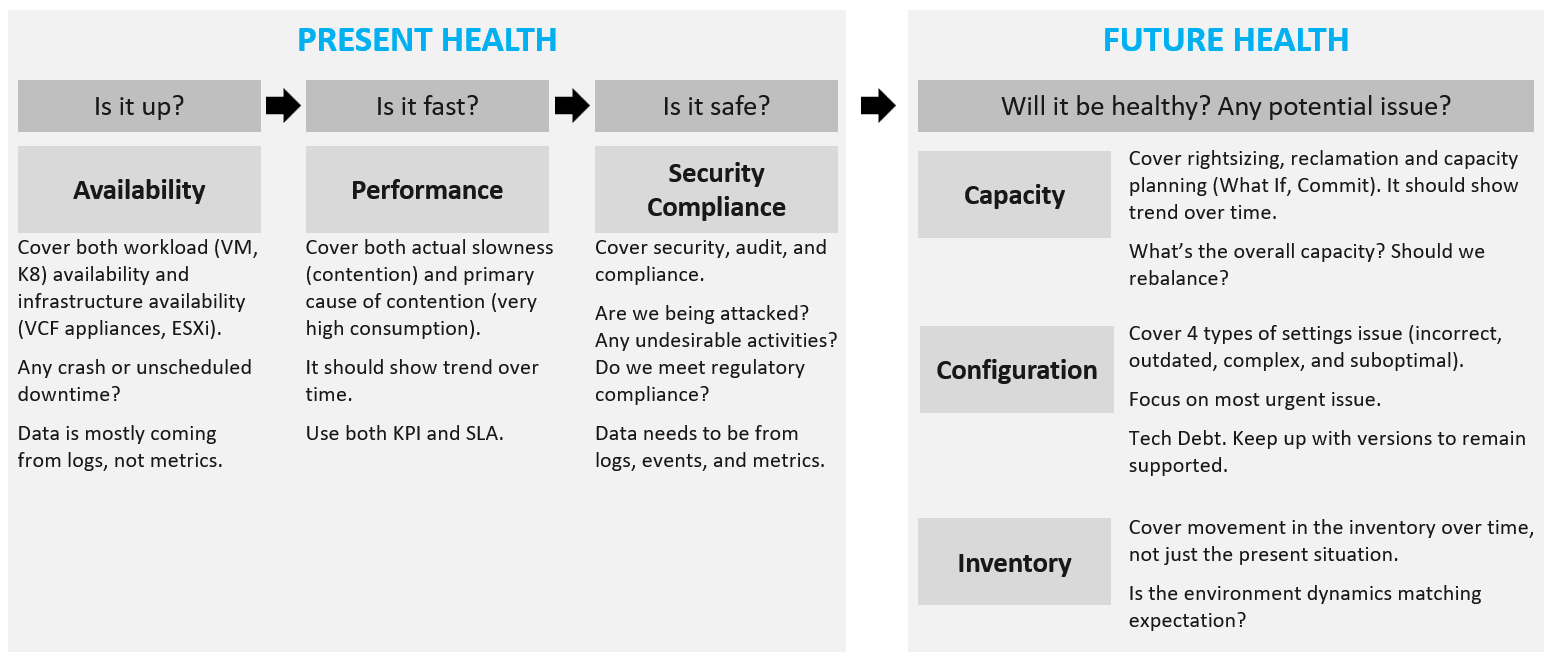 PRESENT HEALTH
Is it up?
Is it fast?
Is it safe?
Availability
Cover both workload (VM,
K8) availability and
infrastructure availability
(VCF appliances, ESXi).
Any crash or unscheduled
downtime?
Data is mostly coming
from logs, not metrics.
Performance
Cover both actual slowness
(contention) and primary
cause of contention (very
high consumption).
It should show trend over
time.
Use both KPI and SLA.
Security
Compliance
Cover security, audit, and
compliance.
Are we being attacked?
Any undesirable activities?
Do we meet regulatory
compliance?
Data needs to be from
logs, events, and metrics.
FUTURE HEALTH
Will it be healthy? Any potential issue?
Capacity
Cover rightsizing, reclamation and capacity
planning (What If, Commit). It should show
trend over time.
What’s the overall capacity? Should we
rebalance?
Configuration
Cover 4 types of settings issue (incorrect,
outdated, complex, and suboptimal).
Focus on most urgent issue.
Tech Debt. Keep up with versions to remain
supported.
Inventory
Cover movement in the inventory over time,
not just the present situation.
Is the environment dynamics matching
expectation?